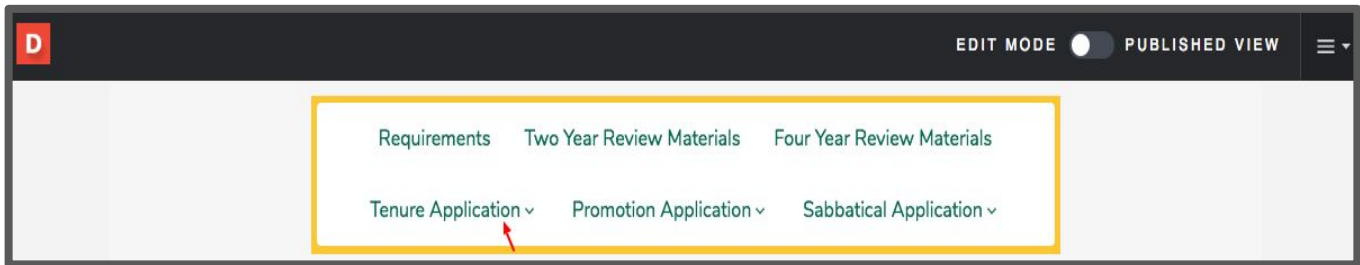 D
EDIT MODE PUBLISHED VIEW
Requirements Two Year Review Materials Four Year Review Materials
Tenure Application Promotion Application Sabbatical Application